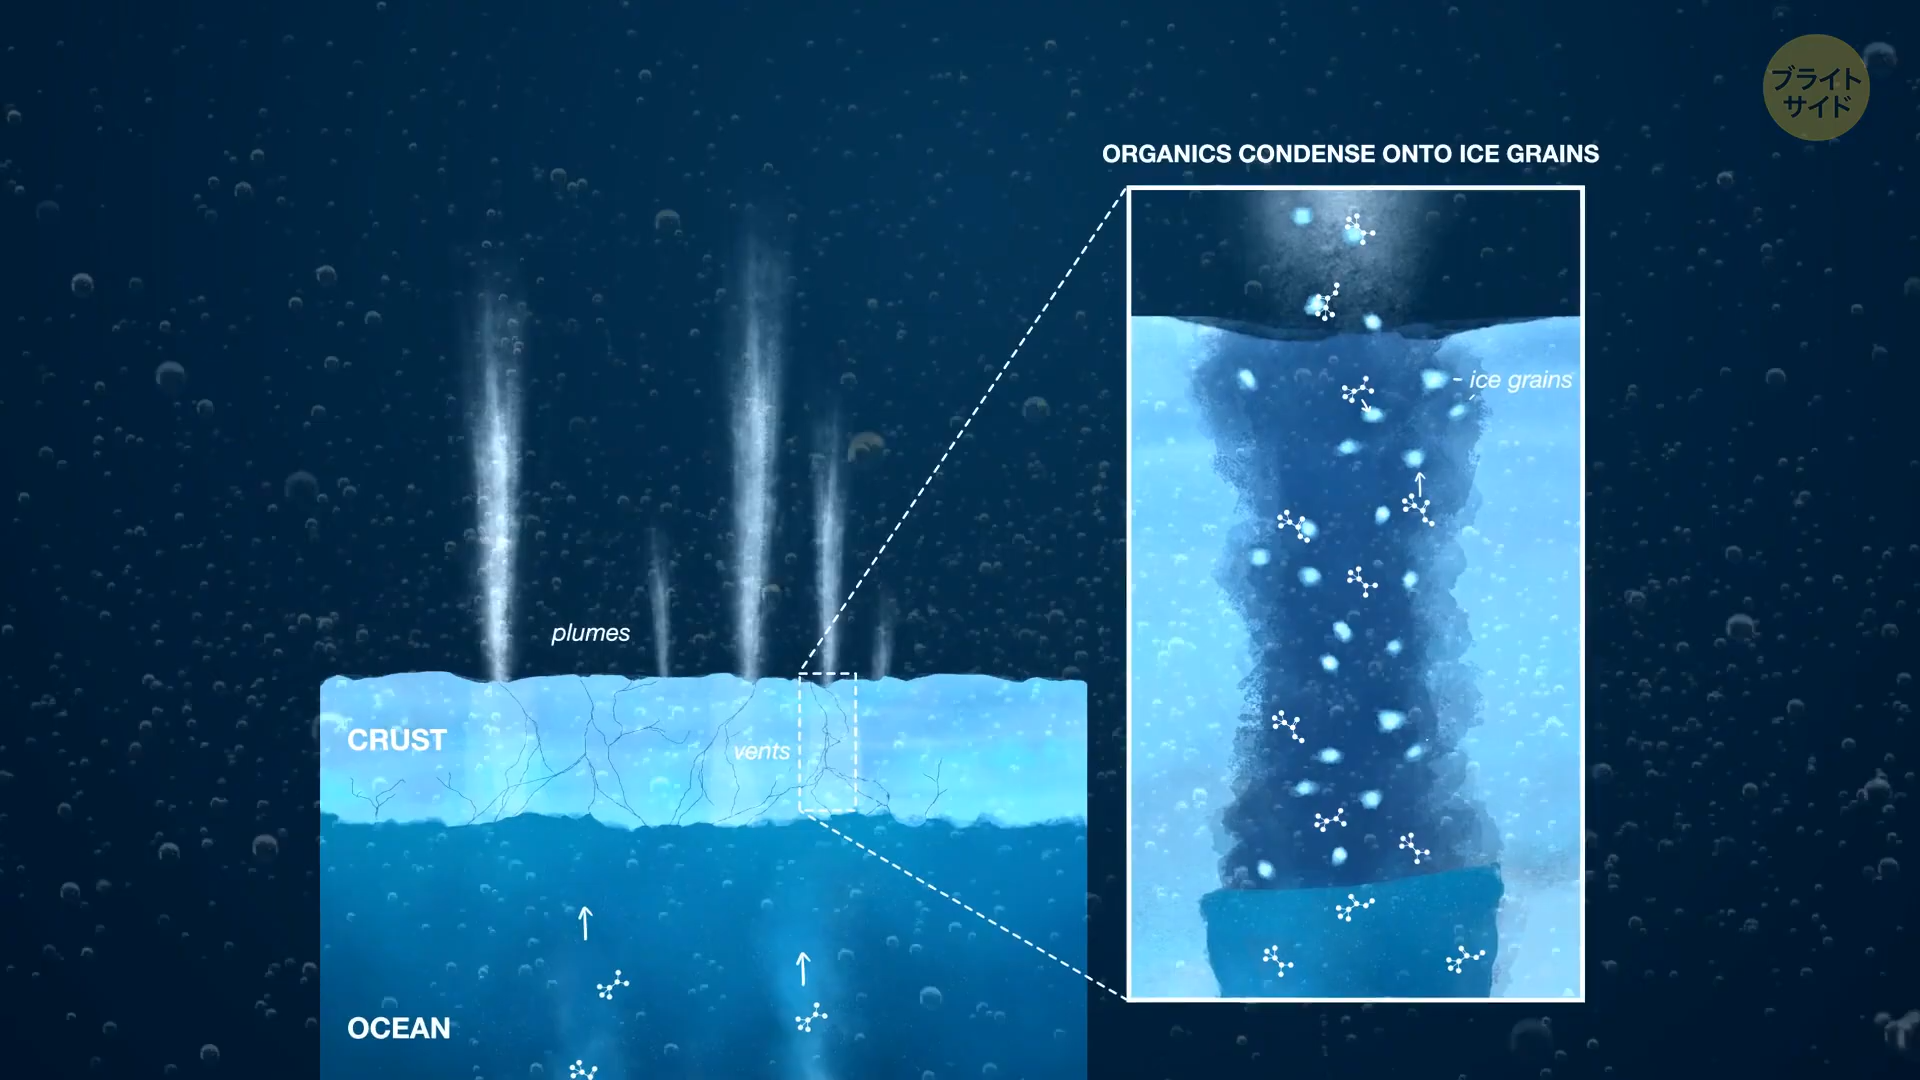 ブライト
サイド
ORGANICS CONDENSE ONTO ICE GRAINS
ice grains
plumes
CRUST
vents
OCEAN